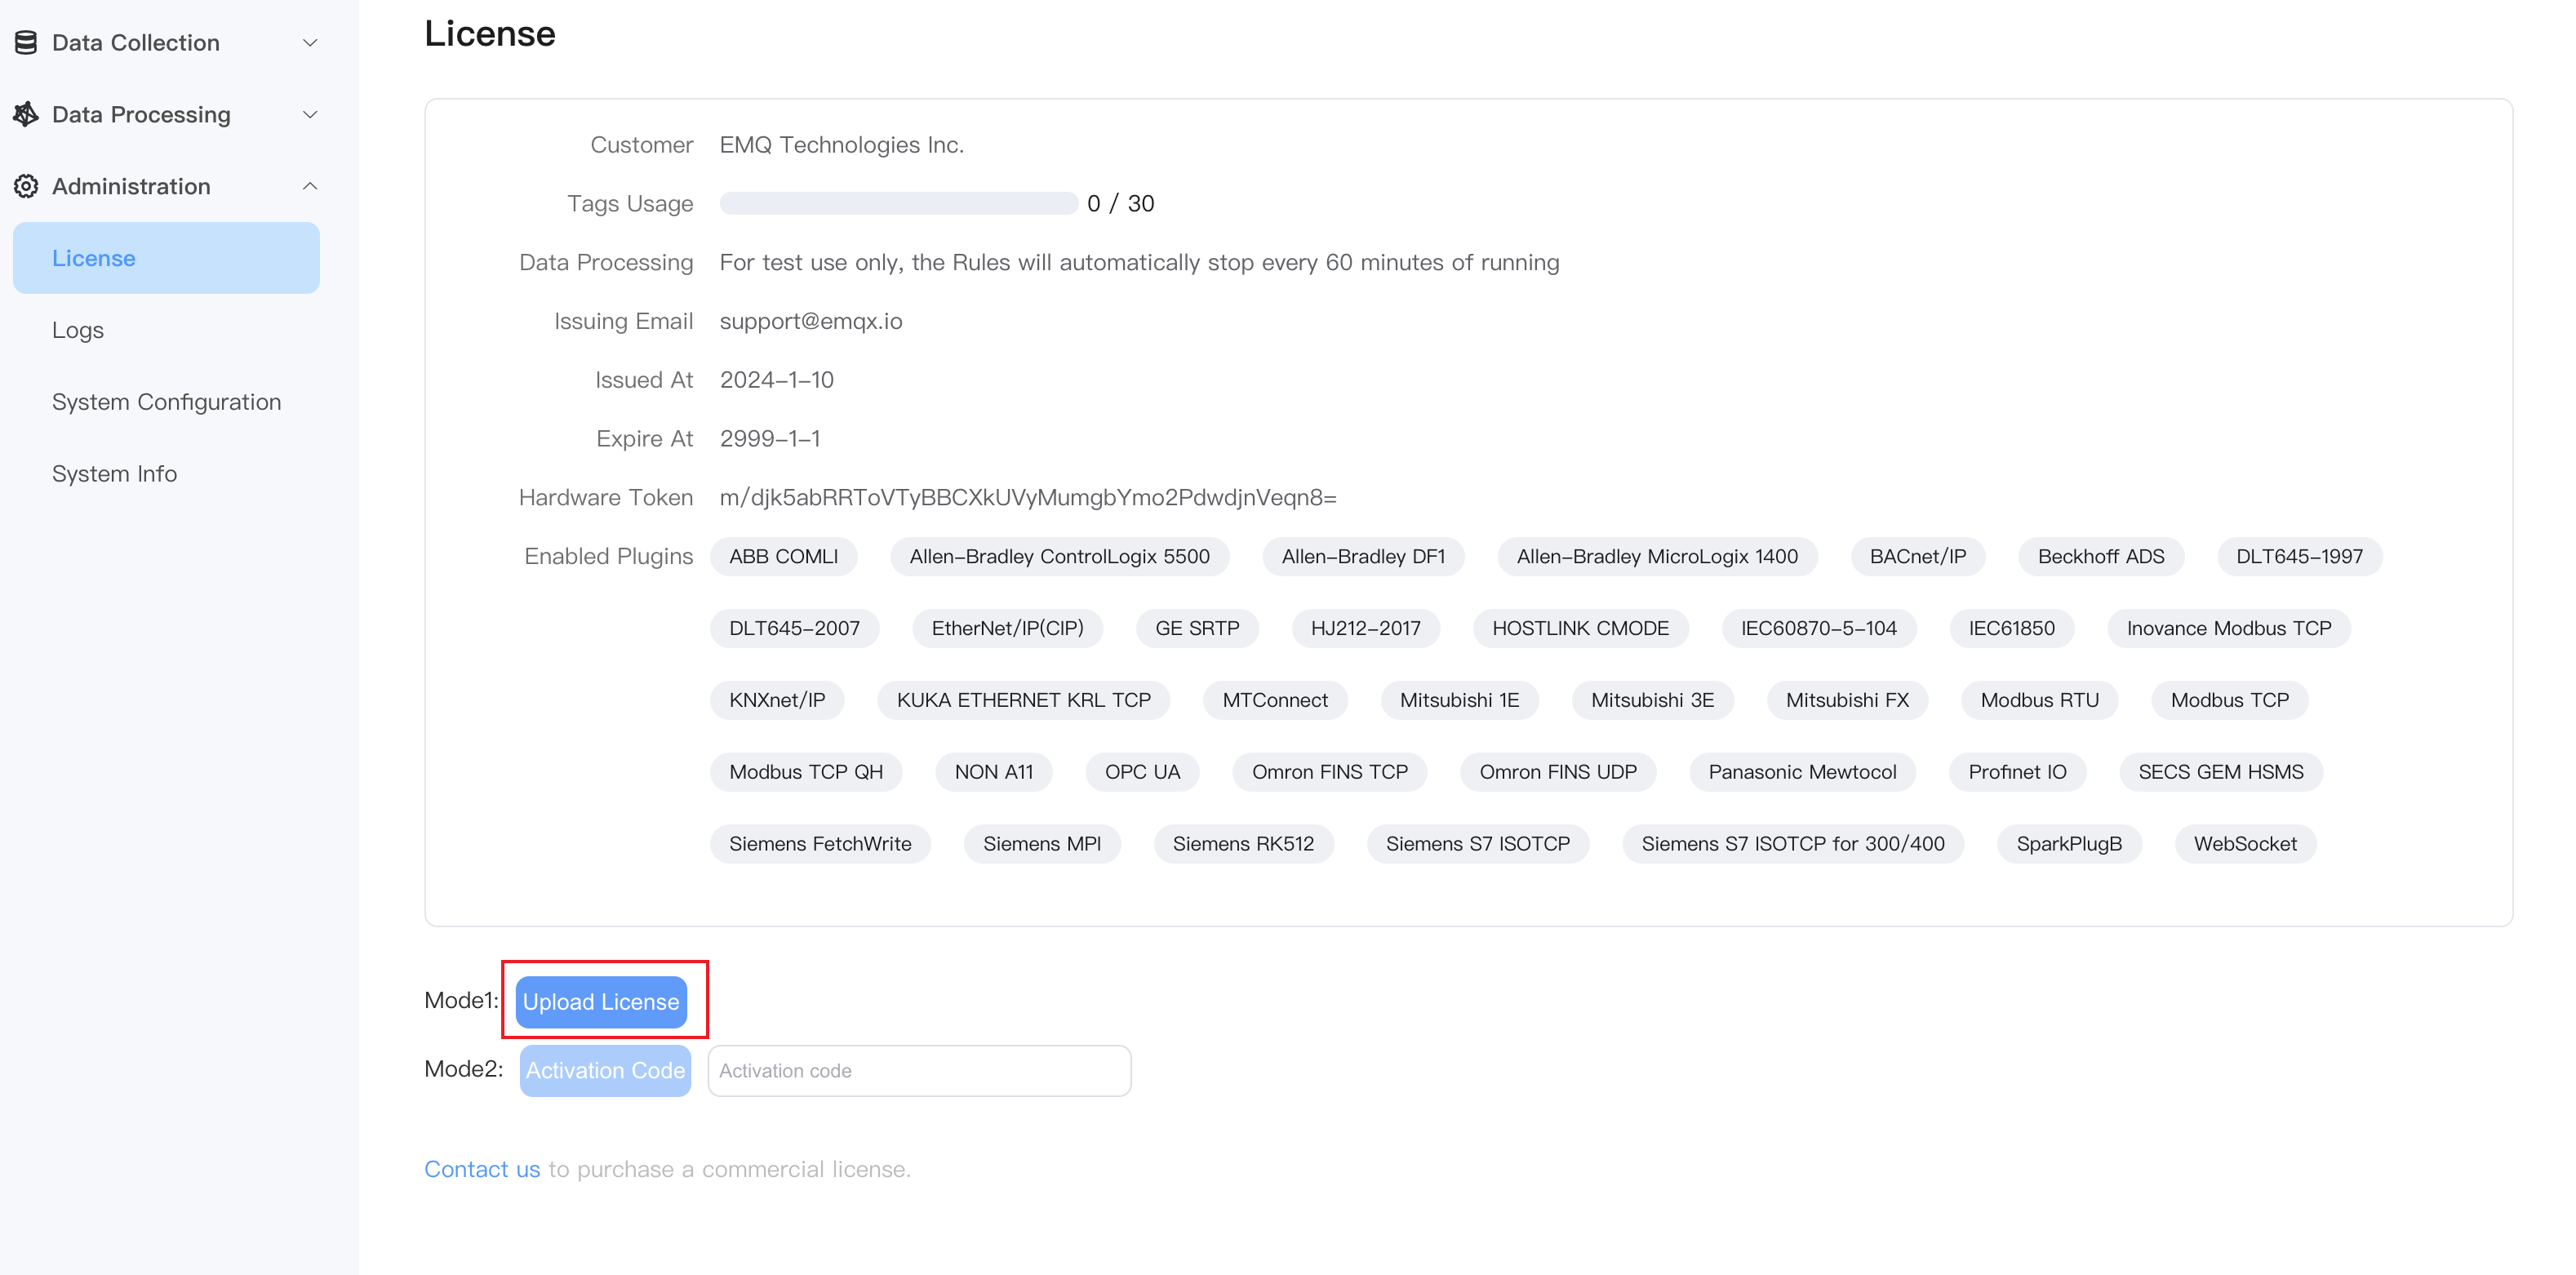 Data Collection
Data Processing
Administration
License
Logs
System Configuration
System Info
License
Customer EMQ Technologies Inc.
Tags Usage 0 / 30
Data Processing For test use only, the Rules will automatically stop every 60 minutes of running
Issuing Email support@emqx.io
Issued At 2024-1-10
Expire At 2999-1-1
Hardware Token m/djk5abRRToVTyBBCXkUVyMumgbYmo2PdwdjnVeqn8=
Enabled Plugins ABB COMLI Allen-Bradley ControlLogix 5500 Allen-Bradley DF1 Allen-Bradley MicroLogix 1400 BACnet/IP Beckhoff ADS DLT645-1997
DLT645-2007 EtherNet/IP(CIP) GE SRTP HJ212-2017 HOSTLINK CMODE IEC60870-5-104 IEC61850 Inovance Modbus TCP
KNXnet/IP KUKA ETHERNET KRL TCP MTConnect Mitsubishi 1E Mitsubishi 3E Mitsubishi FX Modbus RTU Modbus TCP
Modbus TCP QH NON A11 OPC UA Omron FINS TCP Omron FINS UDP Panasonic Mewtocol Profinet IO SECS GEM HSMS
Siemens FetchWrite Siemens MPI Siemens RK512 Siemens S7 ISOTCP Siemens S7 ISOTCP for 300/400 SparkPlugB WebSocket
Mode1: Upload License
Mode2: Activation Code Activation code
Contact us to purchase a commercial license.